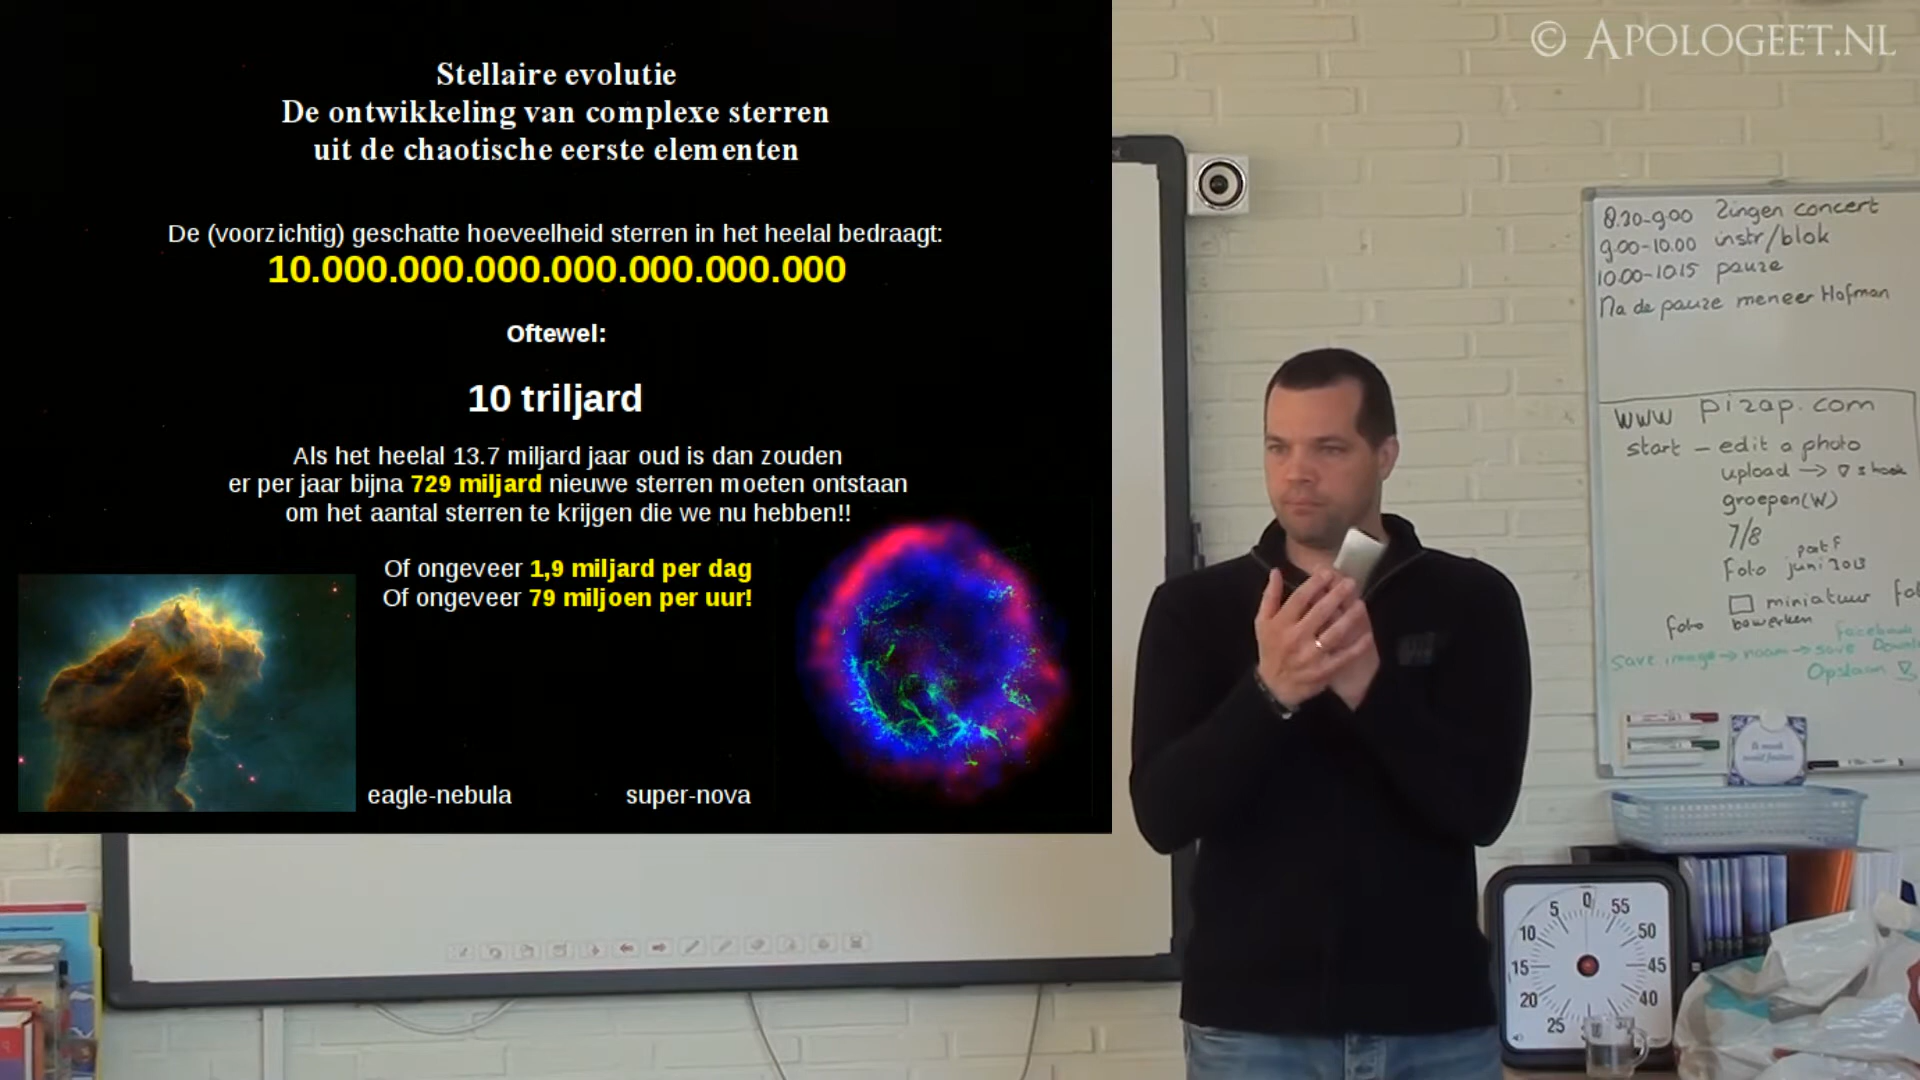 © APOLOGEET.NL
Stellaire evolutie
De ontwikkeling van complexe sterren
uit de chaotische eerste elementen
De (voorzichtig) geschatte hoeveelheid sterren in het heelal bedraagt:
10.000.000.000.000.000.000.000
Oftewel:
10 triljard
Als het heelal 13.7 miljard jaar oud is dan zouden
er per jaar bijna 729 miljard nieuwe sterren moeten ontstaan
om het aantal sterren te krijgen die we nu hebben!!
Of ongeveer 1,9 miljard per dag
Of ongeveer 79 miljoen per uur!
eagle-nebula
super-nova
8.30-9.00 Zingen concert
9.00-10.00 instr/blok
10.00-10.15 pauze
Na de pauze meneer Hofman
www pizap.com
start - edit a photo
upload →
groepen(W)
7/8
foto juni 2013
miniatuur
foto bewerken
facebook
save image → naam → save
Opslaan
0
5
55
10
50
15
45
20
40
25